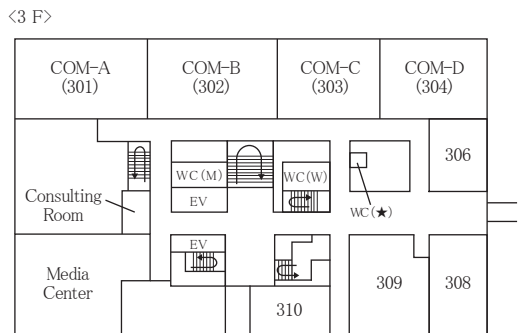 <3 F>
COM-A
(301)
COM-B
(302)
COM-C
(303)
COM-D
(304)
306
WC(M)
WC(W)
EV
Consulting
Room
WC(★)
EV
Media
Center
309
308
310